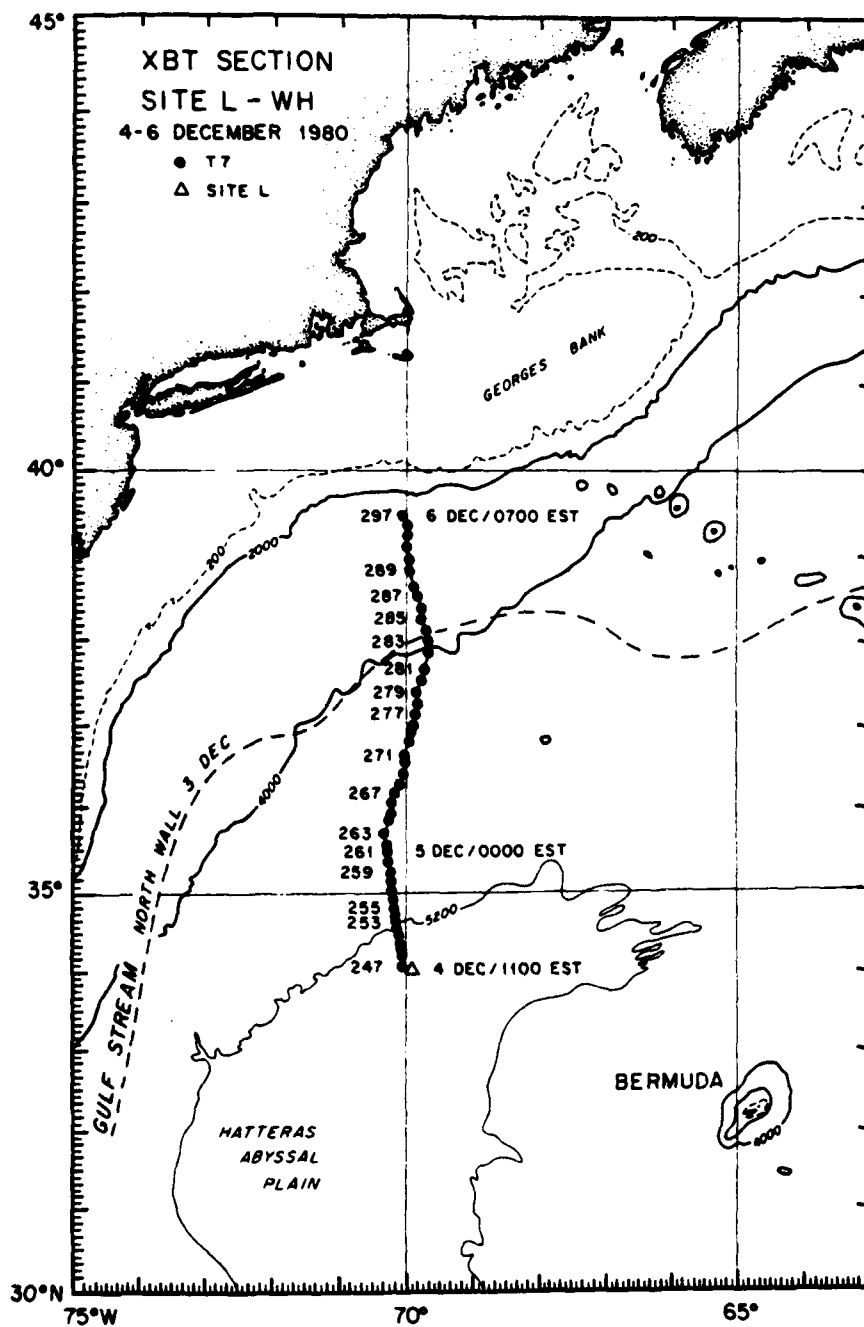 45°
XBT SECTION
SITE L - WH
4-6 DECEMBER 1980
● T7
△ SITE L
200
GEORGES BANK
40°
297 6 DEC/0700 EST
200
2000
289
287
285
283
281
279
277
271
4000
267
GULF STREAM NORTH WALL 3 DEC
263
261 5 DEC/0000 EST
259
35°
255
253
5200
247 4 DEC/1100 EST
BERMUDA
4000
HATTERAS
ABYSSAL
PLAIN
30°N
75°W
70°
65°